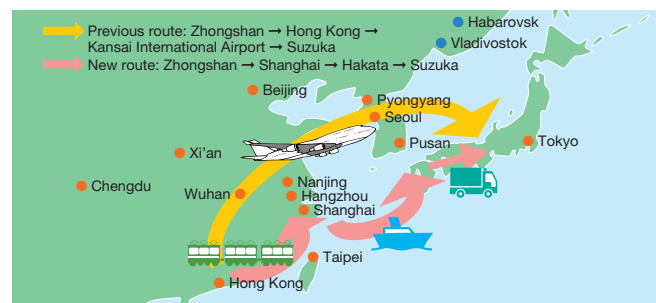 Previous route: Zhongshan → Hong Kong →
Kansai International Airport → Suzuka
New route: Zhongshan → Shanghai → Hakata → Suzuka
Habarovsk
Vladivostok
Beijing
Pyongyang
Seoul
Pusan
Tokyo
Xi'an
Chengdu
Wuhan
Nanjing
Hangzhou
Shanghai
Taipei
Hong Kong